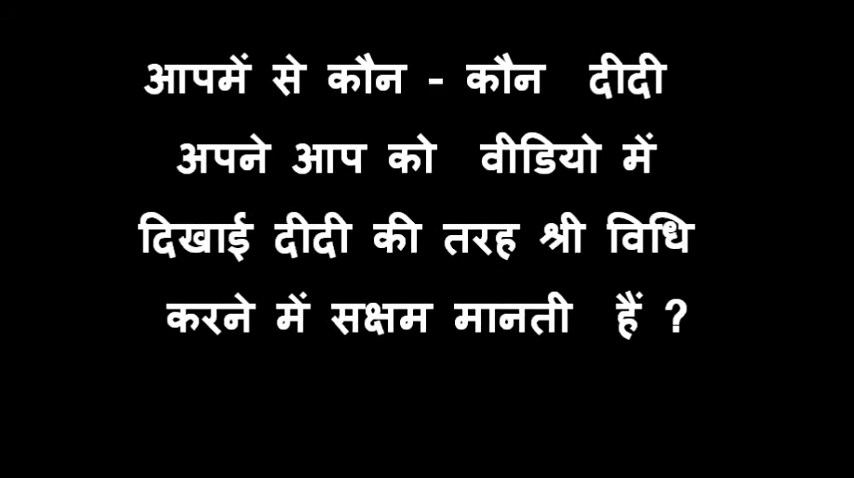 आपमें से कौन - कौन दीदी
अपने आप को वीडियो में
दिखाई दीदी की तरह श्री विधि
करने में सक्षम मानती हैं ?